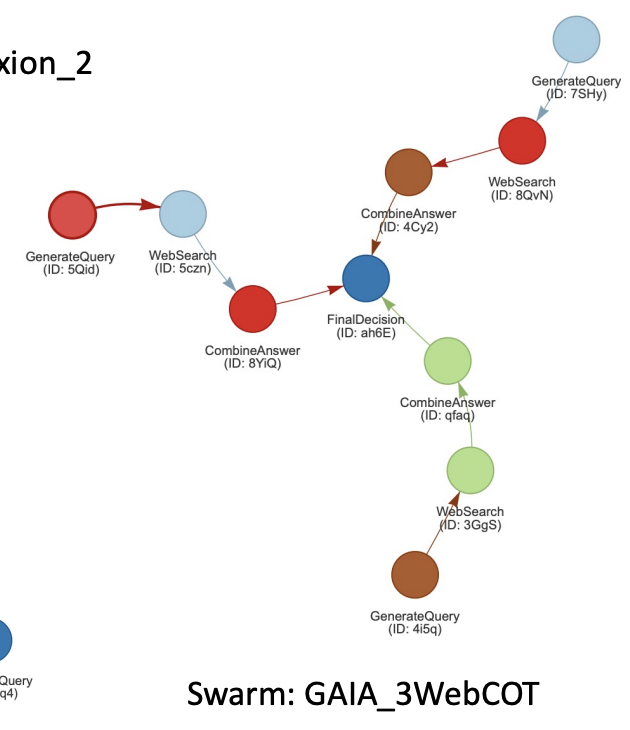 xion_2
GenerateQuery
(ID: 7SHy)
WebSearch
(ID: 8QvN)
CombineAnswer
(ID: 4Cy2)
GenerateQuery
(ID: 5Qid)
WebSearch
(ID: 5czn)
FinalDecision
(ID: ah6E)
CombineAnswer
(ID: 8YiQ)
CombineAnswer
(ID: qfaq)
WebSearch
(ID: 3GgS)
GenerateQuery
(ID: 4i5q)
Query
q4)
Swarm: GAIA_3WebCOT